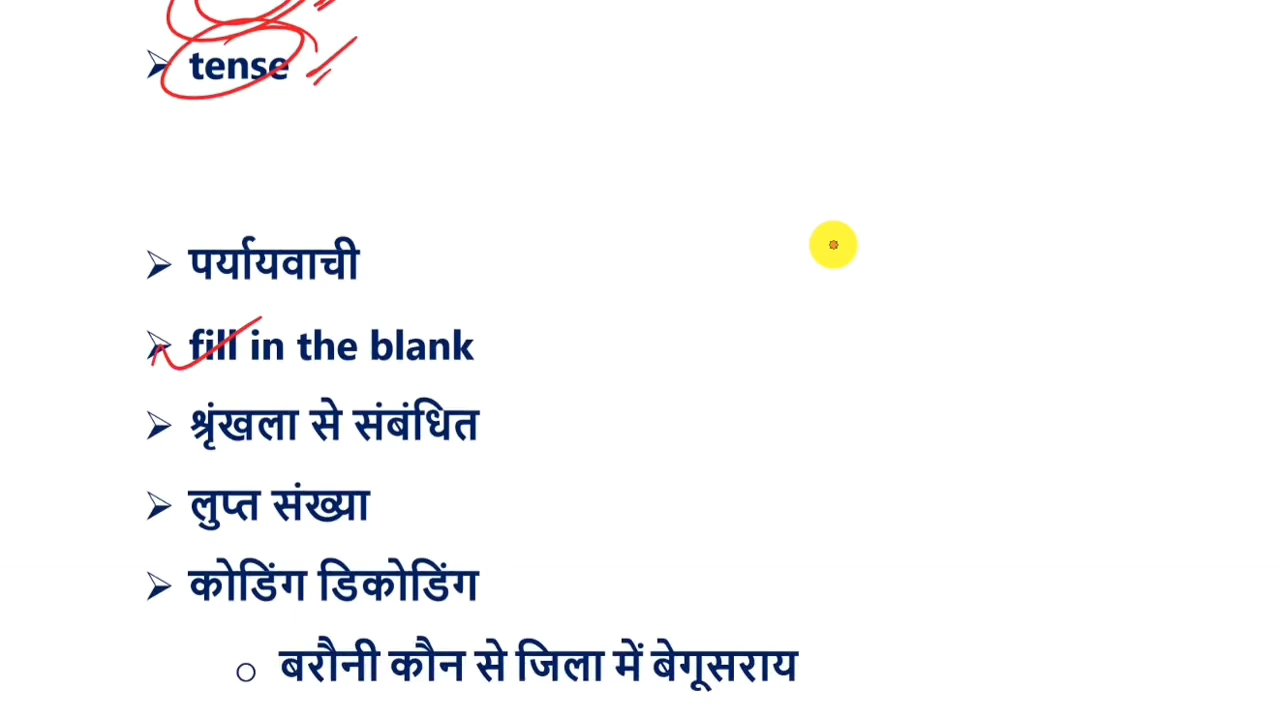 tense
पर्यायवाची
fill in the blank
श्रृंखला से संबंधित
लुप्त संख्या
कोडिंग डिकोडिंग
बरौनी कौन से जिला में बेगूसराय